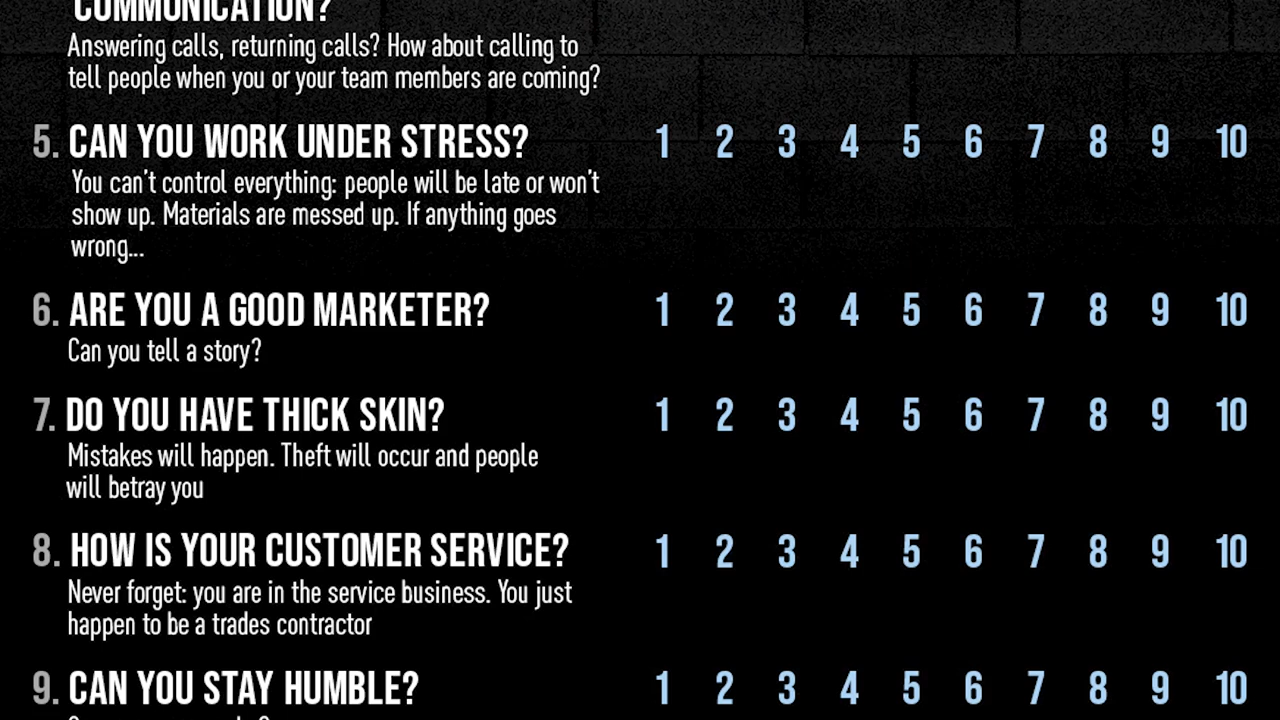 COMMUNICATION?
Answering calls, returning calls? How about calling to
tell people when you or your team members are coming?
5. CAN YOU WORK UNDER STRESS? 1 2 3 4 5 6 7 8 9 10
You can't control everything: people will be late or won't
show up. Materials are messed up. If anything goes
wrong...
6. ARE YOU A GOOD MARKETER? 1 2 3 4 5 6 7 8 9 10
Can you tell a story?
7. DO YOU HAVE THICK SKIN? 1 2 3 4 5 6 7 8 9 10
Mistakes will happen. Theft will occur and people
will betray you
8. HOW IS YOUR CUSTOMER SERVICE? 1 2 3 4 5 6 7 8 9 10
Never forget: you are in the service business. You just
happen to be a trades contractor
9. CAN YOU STAY HUMBLE? 1 2 3 4 5 6 7 8 9 10